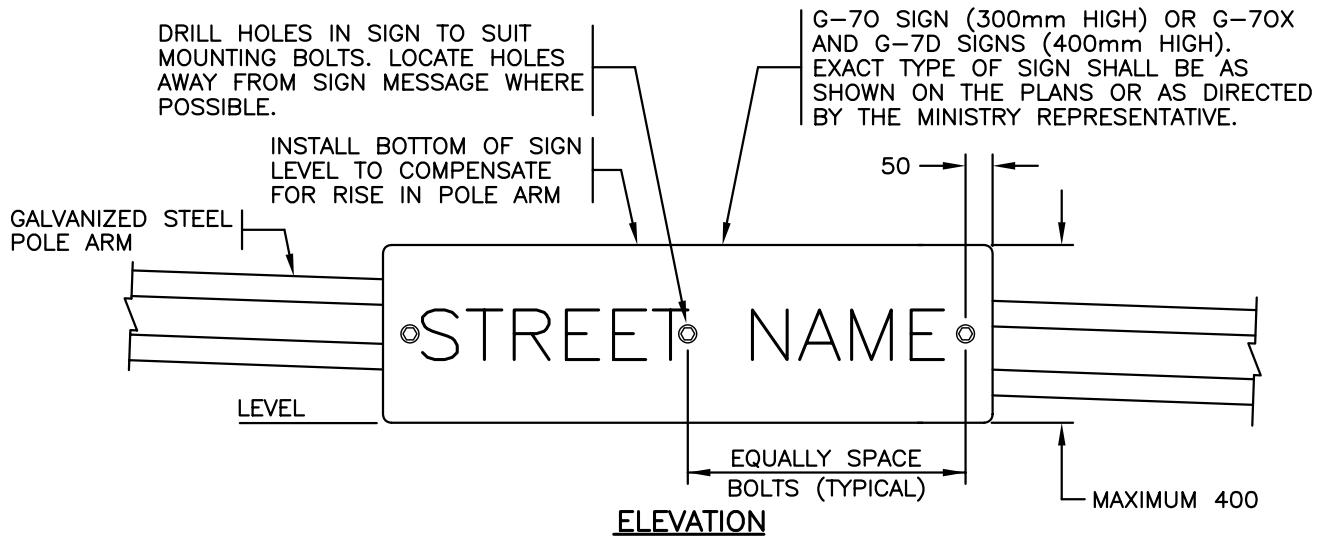 DRILL HOLES IN SIGN TO SUIT
MOUNTING BOLTS. LOCATE HOLES
AWAY FROM SIGN MESSAGE WHERE
POSSIBLE.
G-7O SIGN (300mm HIGH) OR G-7OX
AND G-7D SIGNS (400mm HIGH).
EXACT TYPE OF SIGN SHALL BE AS
SHOWN ON THE PLANS OR AS DIRECTED
BY THE MINISTRY REPRESENTATIVE.
INSTALL BOTTOM OF SIGN
LEVEL TO COMPENSATE
FOR RISE IN POLE ARM
50
GALVANIZED STEEL
POLE ARM
STREET NAME
LEVEL
EQUALLY SPACE
BOLTS (TYPICAL)
MAXIMUM 400
ELEVATION